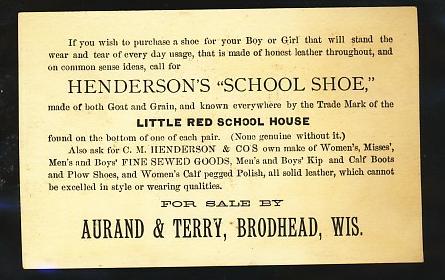 If you wish to purchase a shoe for your Boy or Girl that will stand the
wear and tear of every day usage, that is made of honest leather throughout, and
on common sense ideas, call for
HENDERSON'S "SCHOOL SHOE,"
made of both Goat and Grain, and known everywhere by the Trade Mark of the
LITTLE RED SCHOOL HOUSE
found on the bottom of one of each pair. (None genuine without it.)
Also ask for C. M. HENDERSON & CO'S own make of Women's, Misses',
Men's and Boys' FINE SEWED GOODS, Men's and Boys' Kip and Calf Boots
and Plow Shoes, and Women's Calf pegged Polish, all solid leather, which cannot
be excelled in style or wearing qualities.
FOR SALE BY
AURAND & TERRY, BRODHEAD, WIS.